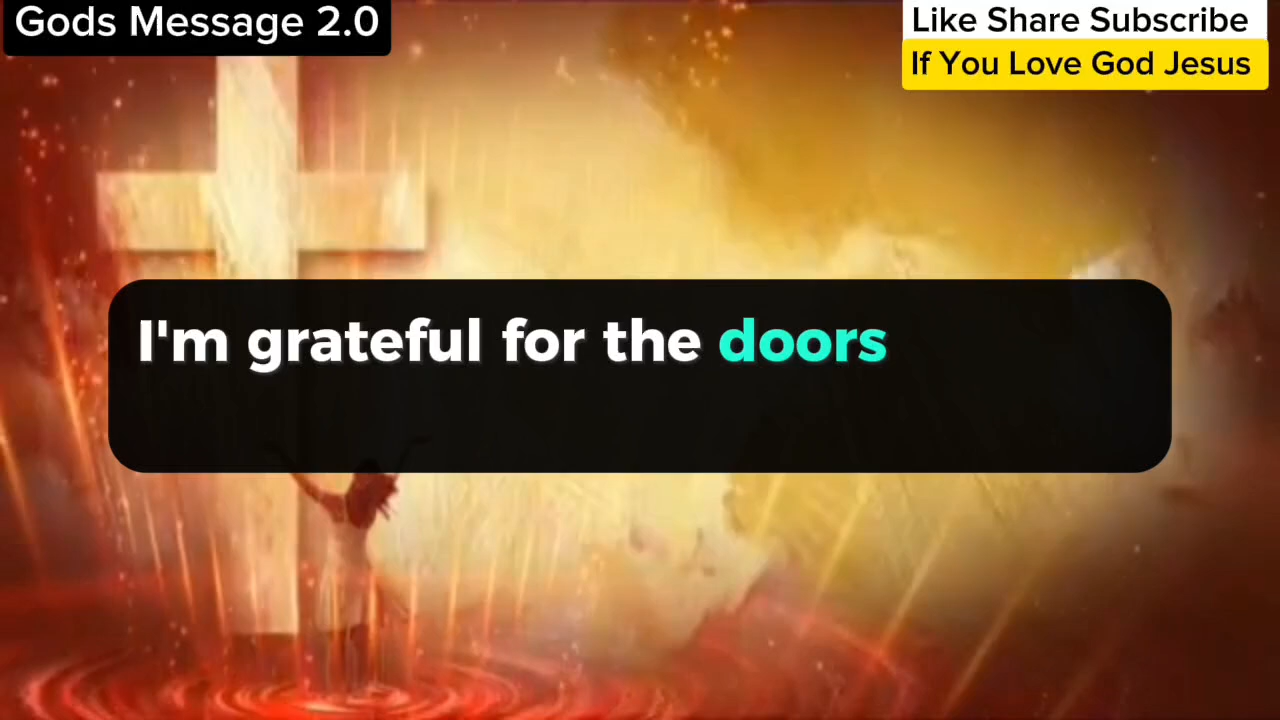 Gods Message 2.0
Like Share Subscribe
If You Love God Jesus
I'm grateful for the doors